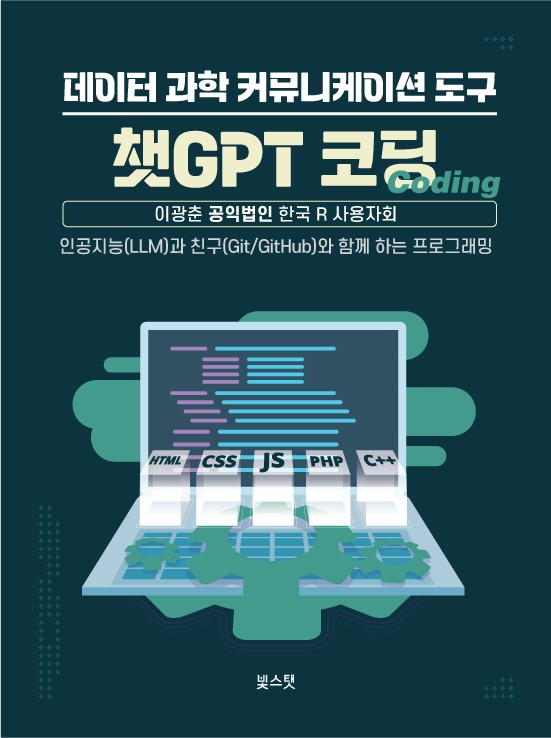 데이터 과학 커뮤니케이션 도구
챗GPT 코딩
Coding
이광춘 공익법인 한국 R 사용자회
인공지능(LLM)과 친구(Git/GitHub)와 함께 하는 프로그래밍
HTML CSS JS PHP C++
빛스탯